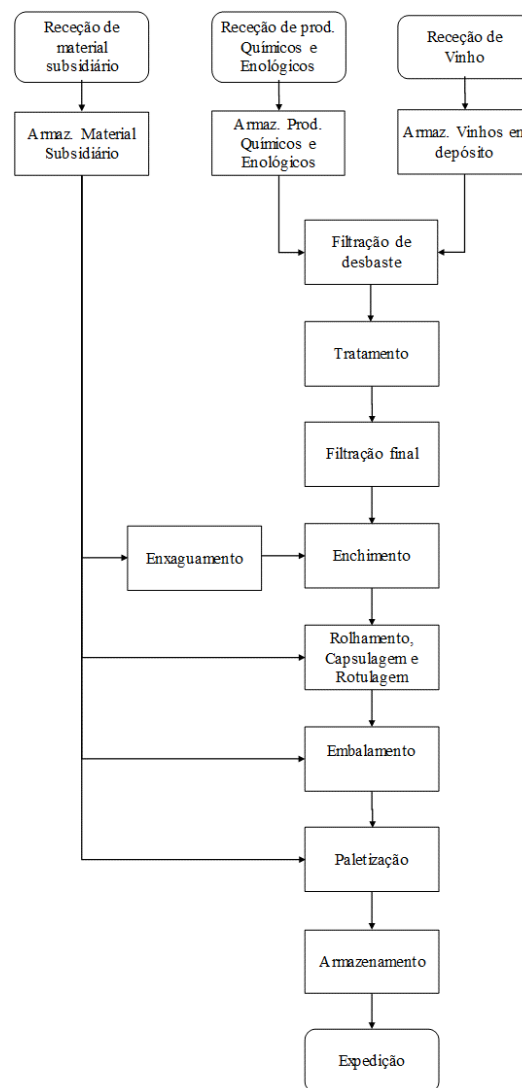 Receção de
material
subsidiário
Receção de prod.
Químicos e
Enológicos
Receção de
Vinho
Armaz. Material
Subsidiário
Armaz. Prod.
Químicos e
Enológicos
Armaz. Vinhos en
depósito
Filtração de
desbaste
Tratamento
Filtração final
Enxaguamento
Enchimento
Rolhamento,
Capsulagem e
Rotulagem
Embalamento
Paletização
Armazenamento
Expedição